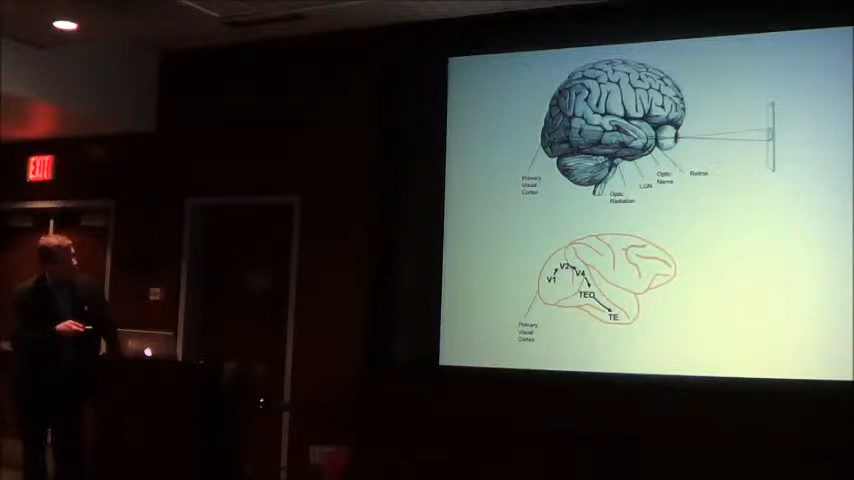 EXIT
Primary
Visual
Cortex
Optic
Radiation
LGN
Optic
Nerve
Retina
V1
V2
V4
TEO
TE
Primary
Visual
Cortex